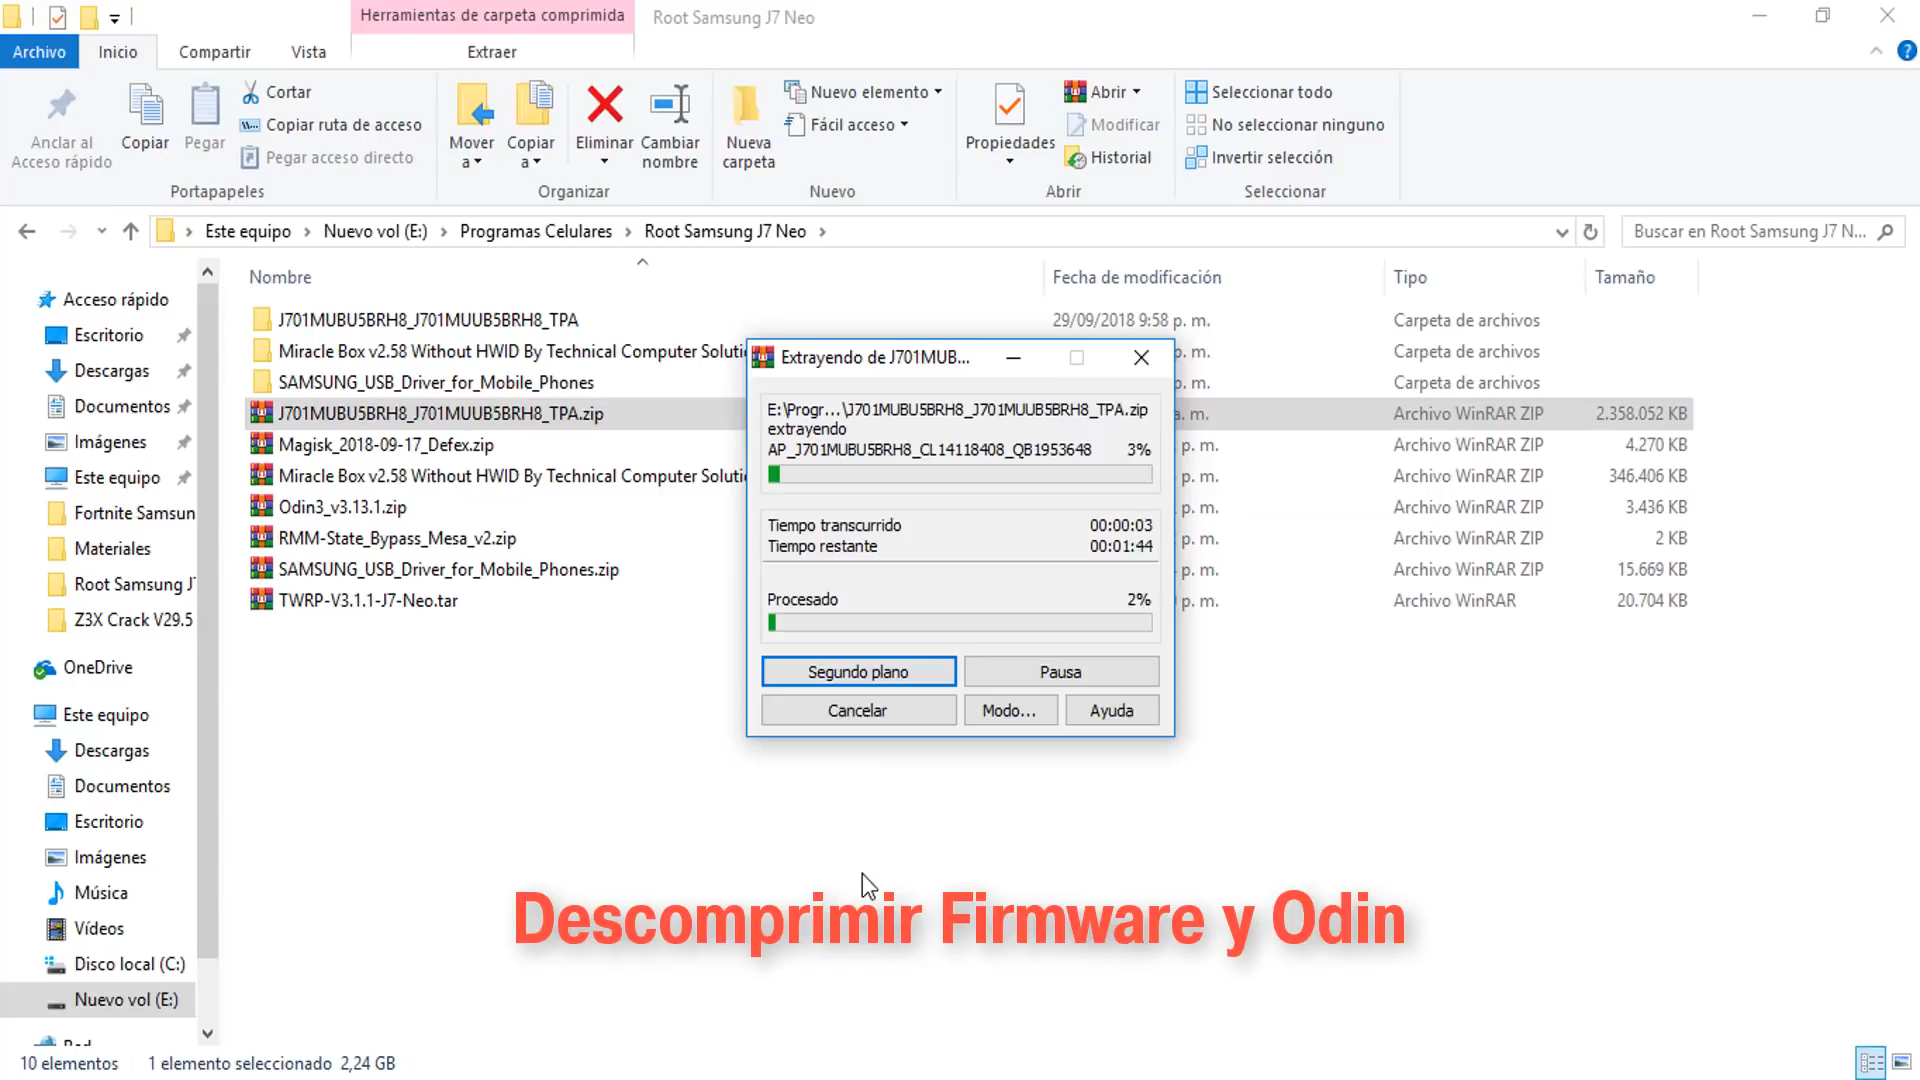 Herramientas de carpeta comprimida
Root Samsung J7 Neo
Archivo
Inicio
Compartir
Vista
Extraer
Anclar al
Acceso rápido
Copiar
Pegar
Cortar
Copiar ruta de acceso
Pegar acceso directo
Portapapeles
Mover
a
Copiar
a
Eliminar
Cambiar
nombre
Organizar
Nueva
carpeta
Nuevo elemento
Fácil acceso
Nuevo
Propiedades
Abrir
Modificar
Historial
Abrir
Seleccionar todo
No seleccionar ninguno
Invertir selección
Seleccionar
Este equipo
Nuevo vol (E:)
Programas Celulares
Root Samsung J7 Neo
Buscar en Root Samsung J7 N...
Acceso rápido
Escritorio
Descargas
Documentos
Imágenes
Este equipo
Fortnite Samsun
Materiales
Root Samsung J7
Z3X Crack V29.5
OneDrive
Este equipo
Descargas
Documentos
Escritorio
Imágenes
Música
Vídeos
Disco local (C:)
Nuevo vol (E:)
Nombre Fecha de modificación Tipo Tamaño
J701MUBU5BRH8_J701MUUB5BRH8_TPA 29/09/2018 9:58 p. m. Carpeta de archivos
Miracle Box v2.58 Without HWID By Technical Computer Soluti Carpeta de archivos
SAMSUNG_USB_Driver_for_Mobile_Phones Carpeta de archivos
J701MUBU5BRH8_J701MUUB5BRH8_TPA.zip a. m. Archivo WinRAR ZIP 2.358.052 KB
Magisk_2018-09-17_Defex.zip p. m. Archivo WinRAR ZIP 4.270 KB
Miracle Box v2.58 Without HWID By Technical Computer Soluti p. m. Archivo WinRAR ZIP 346.406 KB
Odin3_v3.13.1.zip p. m. Archivo WinRAR ZIP 3.436 KB
RMM-State_Bypass_Mesa_v2.zip p. m. Archivo WinRAR ZIP 2 KB
SAMSUNG_USB_Driver_for_Mobile_Phones.zip p. m. Archivo WinRAR ZIP 15.669 KB
TWRP-V3.1.1-J7-Neo.tar p. m. Archivo WinRAR 20.704 KB
Extrayendo de J701MUB...
E:\Progr...\J701MUBU5BRH8_J701MUUB5BRH8_TPA.zip
extrayendo
AP_J701MUBU5BRH8_CL14118408_QB1953648 3%
Tiempo transcurrido 00:00:03
Tiempo restante 00:01:44
Procesado 2%
Segundo plano
Pausa
Cancelar
Modo...
Ayuda
Descomprimir Firmware y Odin
10 elementos
1 elemento seleccionado 2,24 GB